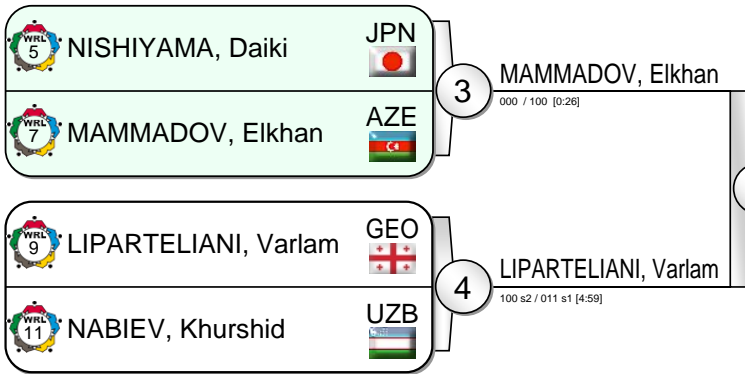 WRL 5 NISHIYAMA, Daiki JPN
WRL 7 MAMMADOV, Elkhan AZE
3
MAMMADOV, Elkhan
000 / 100 [0:26]
WRL 9 LIPARTELIANI, Varlam GEO
WRL 11 NABIEV, Khurshid UZB
4
LIPARTELIANI, Varlam
100 s2 / 011 s1 [4:59]